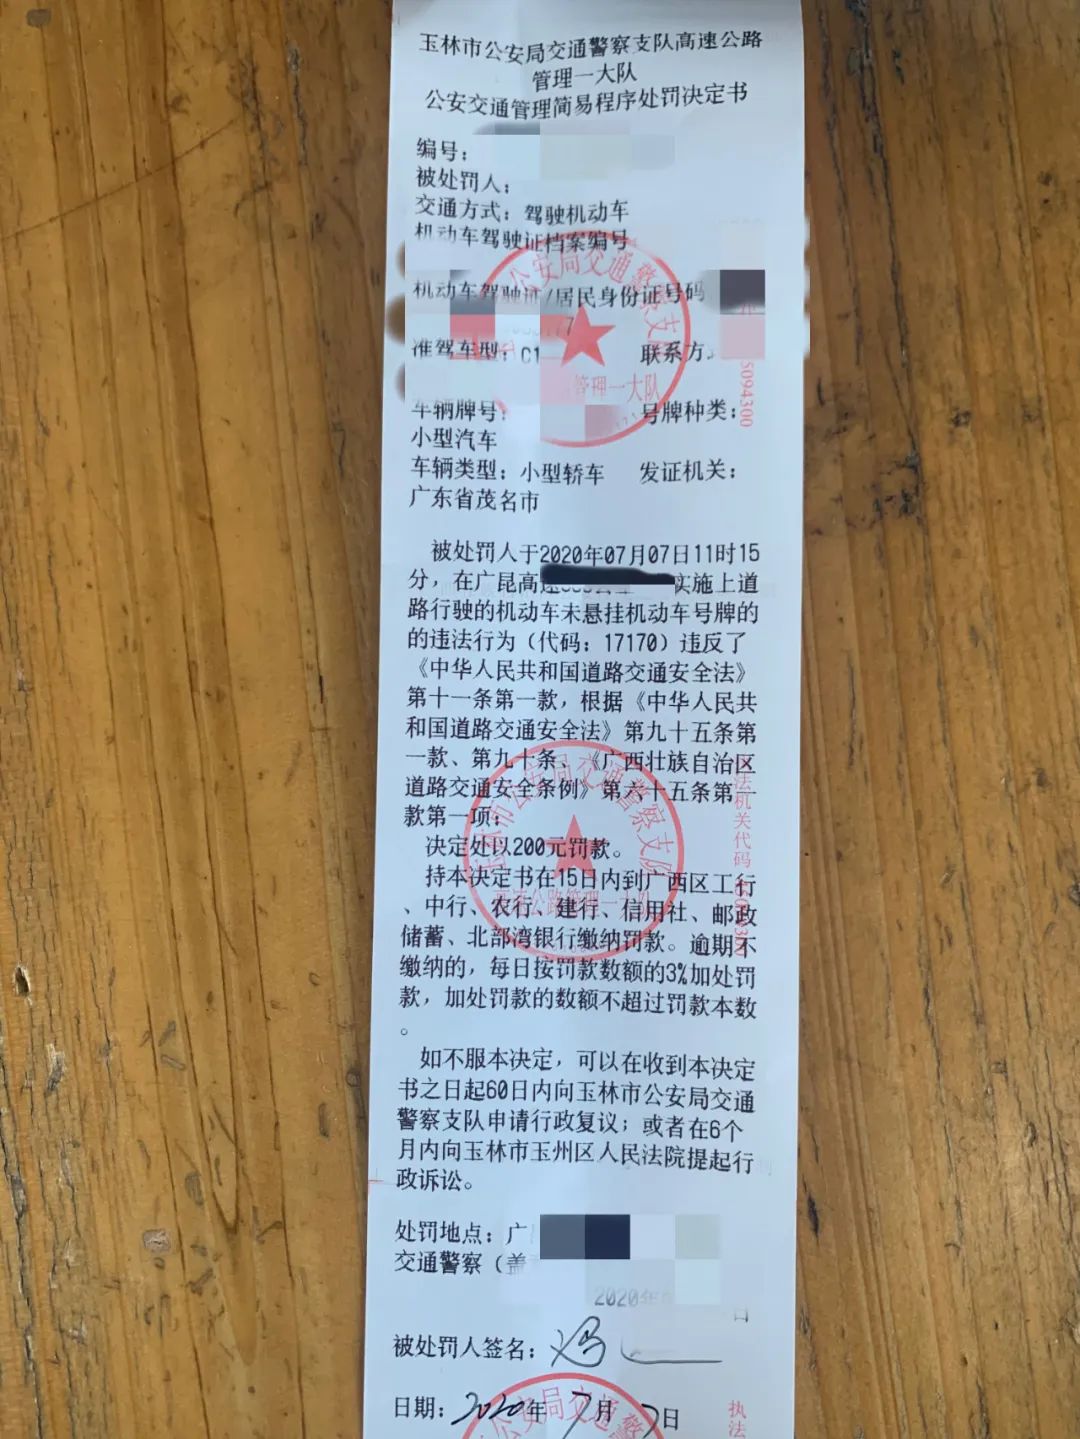 玉林市公安局交通警察支队高速公路
管理一大队
公安交通管理简易程序处罚决定书
编号:
被处罚人:
交通方式: 驾驶机动车
机动车驾驶证档案编号
机动车驾驶证/居民身份证号码
准驾车型: C1 联系方
车辆牌号: 号牌种类:
小型汽车
车辆类型: 小型轿车 发证机关:
广东省茂名市
被处罚人于2020年07月07日11时15
分, 在广昆高速 实施上道
路行驶的机动车未悬挂机动车号牌的
的违法行为 (代码: 17170) 违反了
《中华人民共和国道路交通安全法》
第十一条第一款, 根据《中华人民共
和国道路交通安全法》第九十五条第
一款、第九十条、《广西壮族自治区
道路交通安全条例》第六十五条第一
款第一项;
决定处以200元罚款。
持本决定书在15日内到广西区工行
、中行、农行、建行、信用社、邮政
储蓄、北部湾银行缴纳罚款。逾期不
缴纳的, 每日按罚款数额的3%加处罚
款, 加处罚款的数额不超过罚款本数
。
如不服本决定, 可以在收到本决定
书之日起60日内向玉林市公安局交通
警察支队申请行政复议; 或者在6个
月内向玉林市玉州区人民法院提起行
政诉讼。
处罚地点: 广
交通警察 (盖
2020年
日
被处罚人签名: 冯
日期: 2020年7月7日